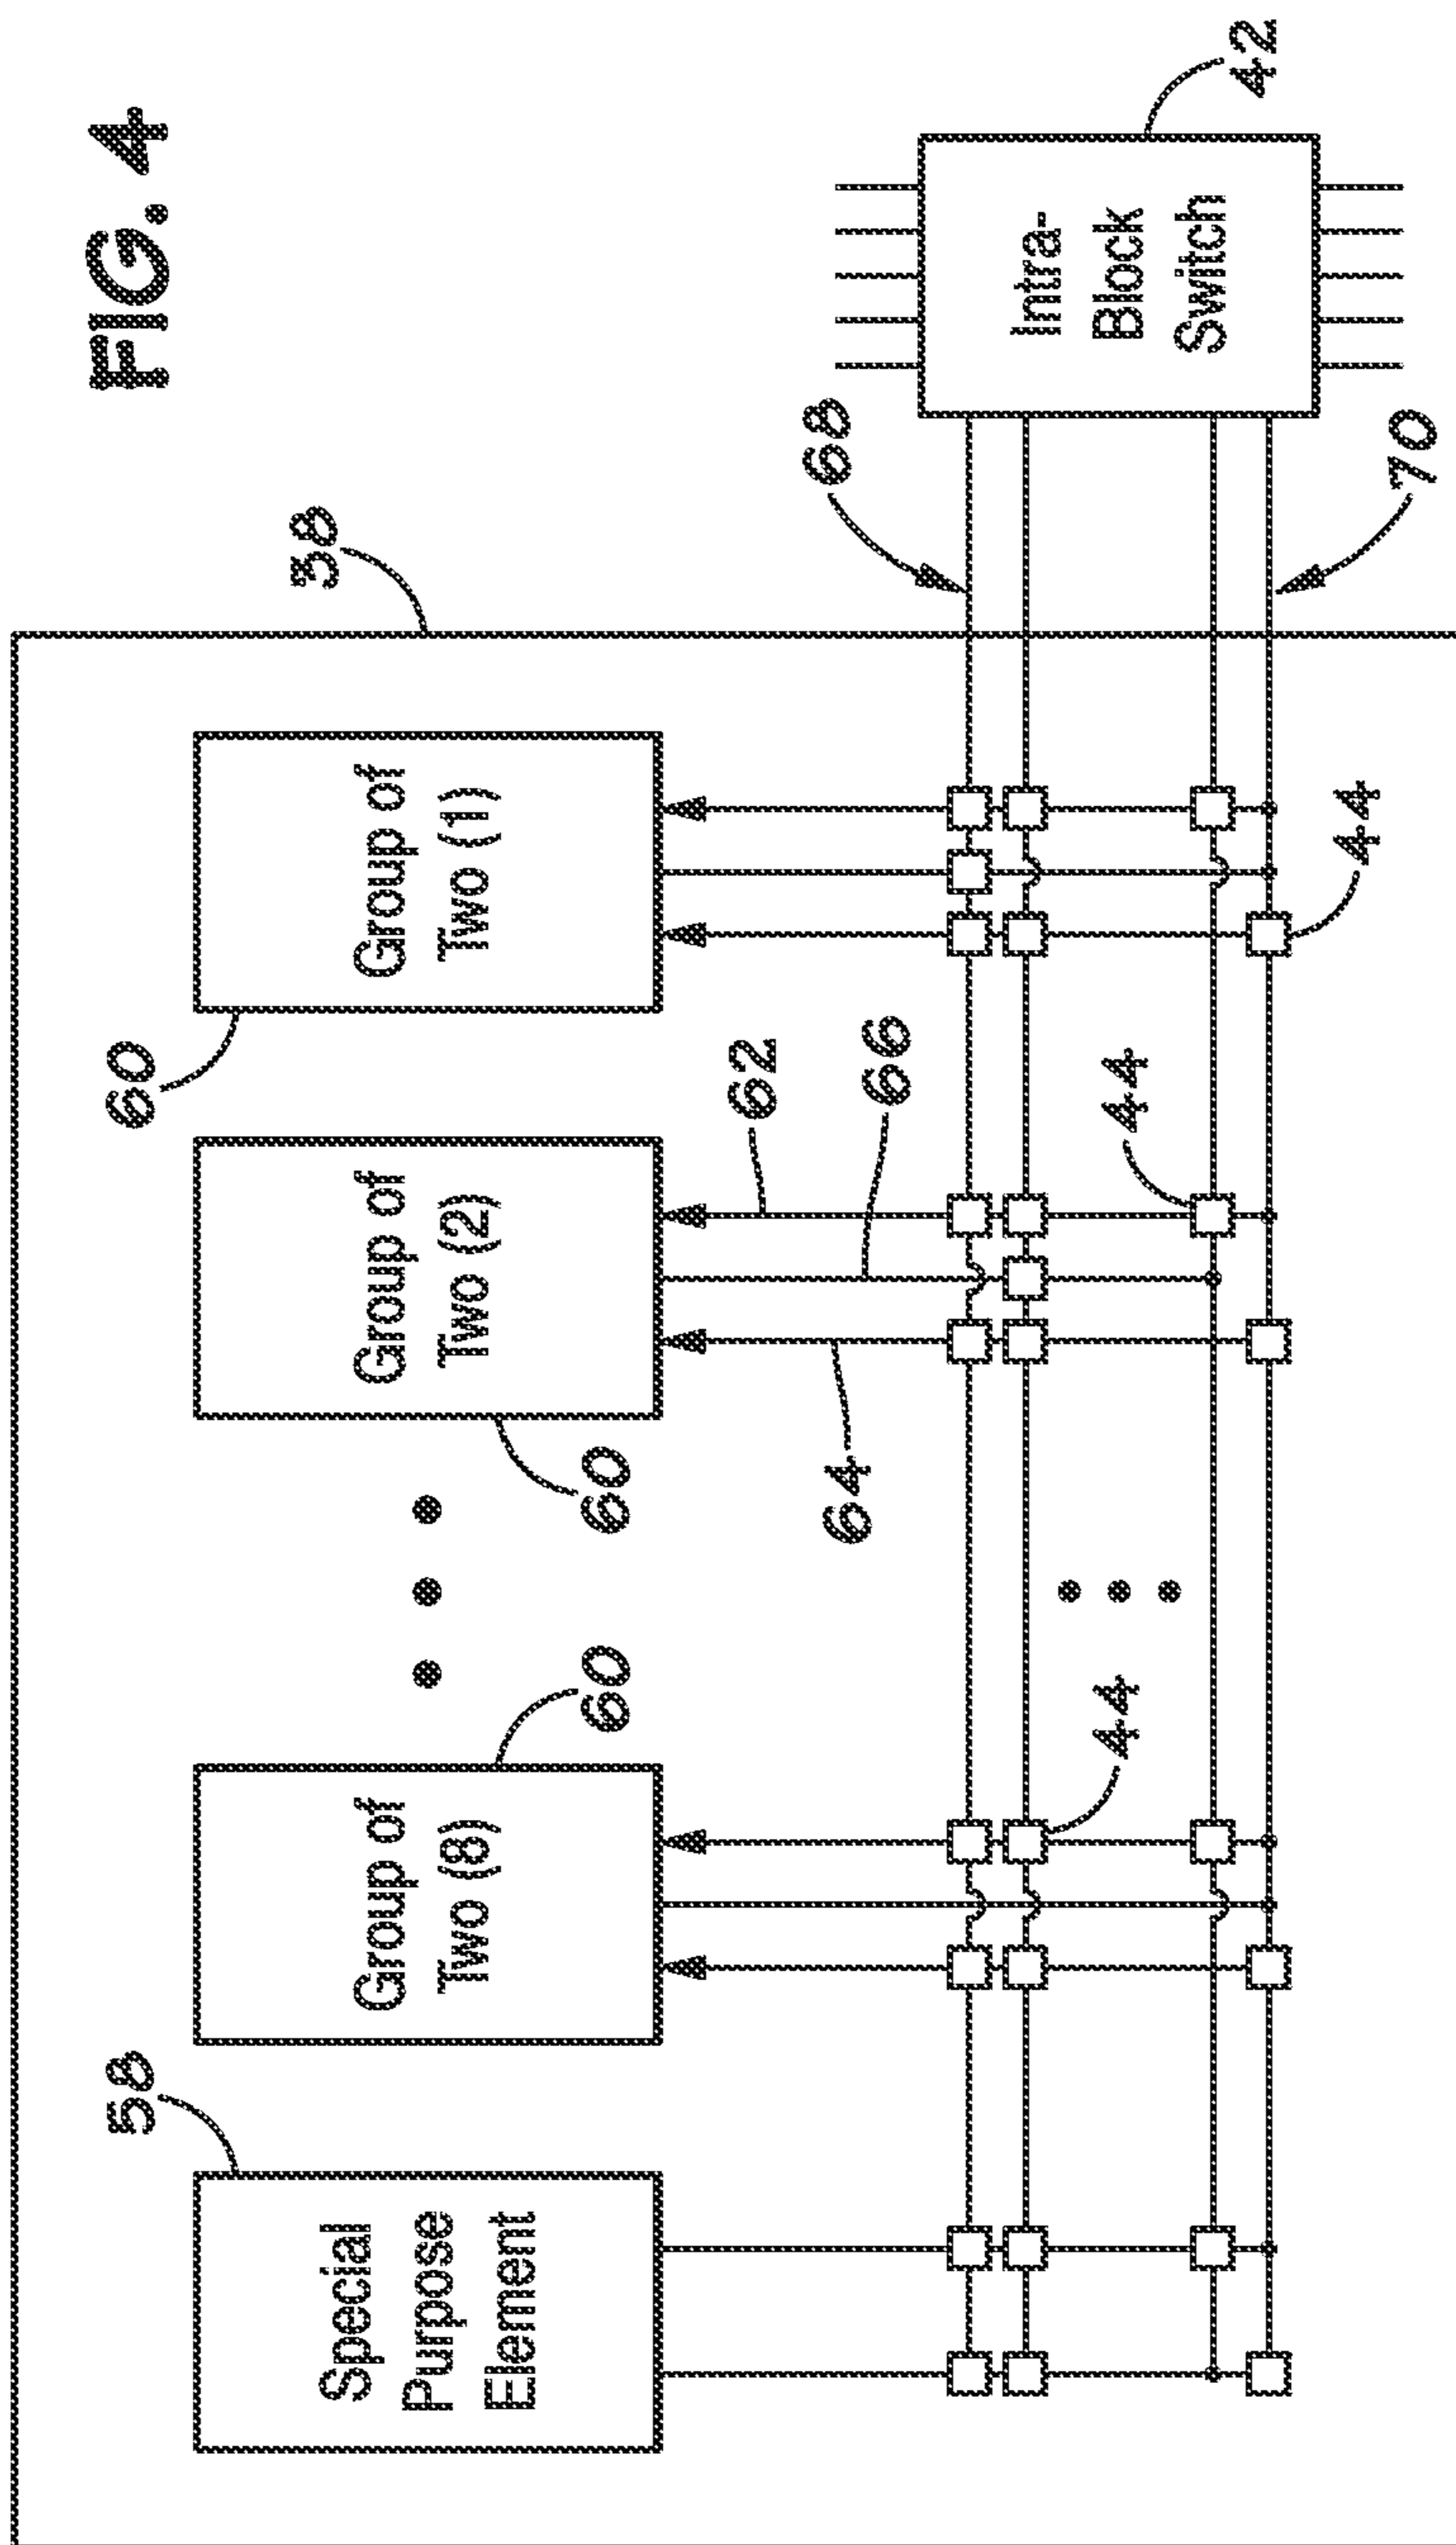 FIG. 4
58
60
Special
Purpose
Element
Group of
Two (8)
Group of
Two (2)
Group of
Two (1)
38
60
60
62
66
64
68
44
44
44
44
70
Intra-
Block
Switch
42